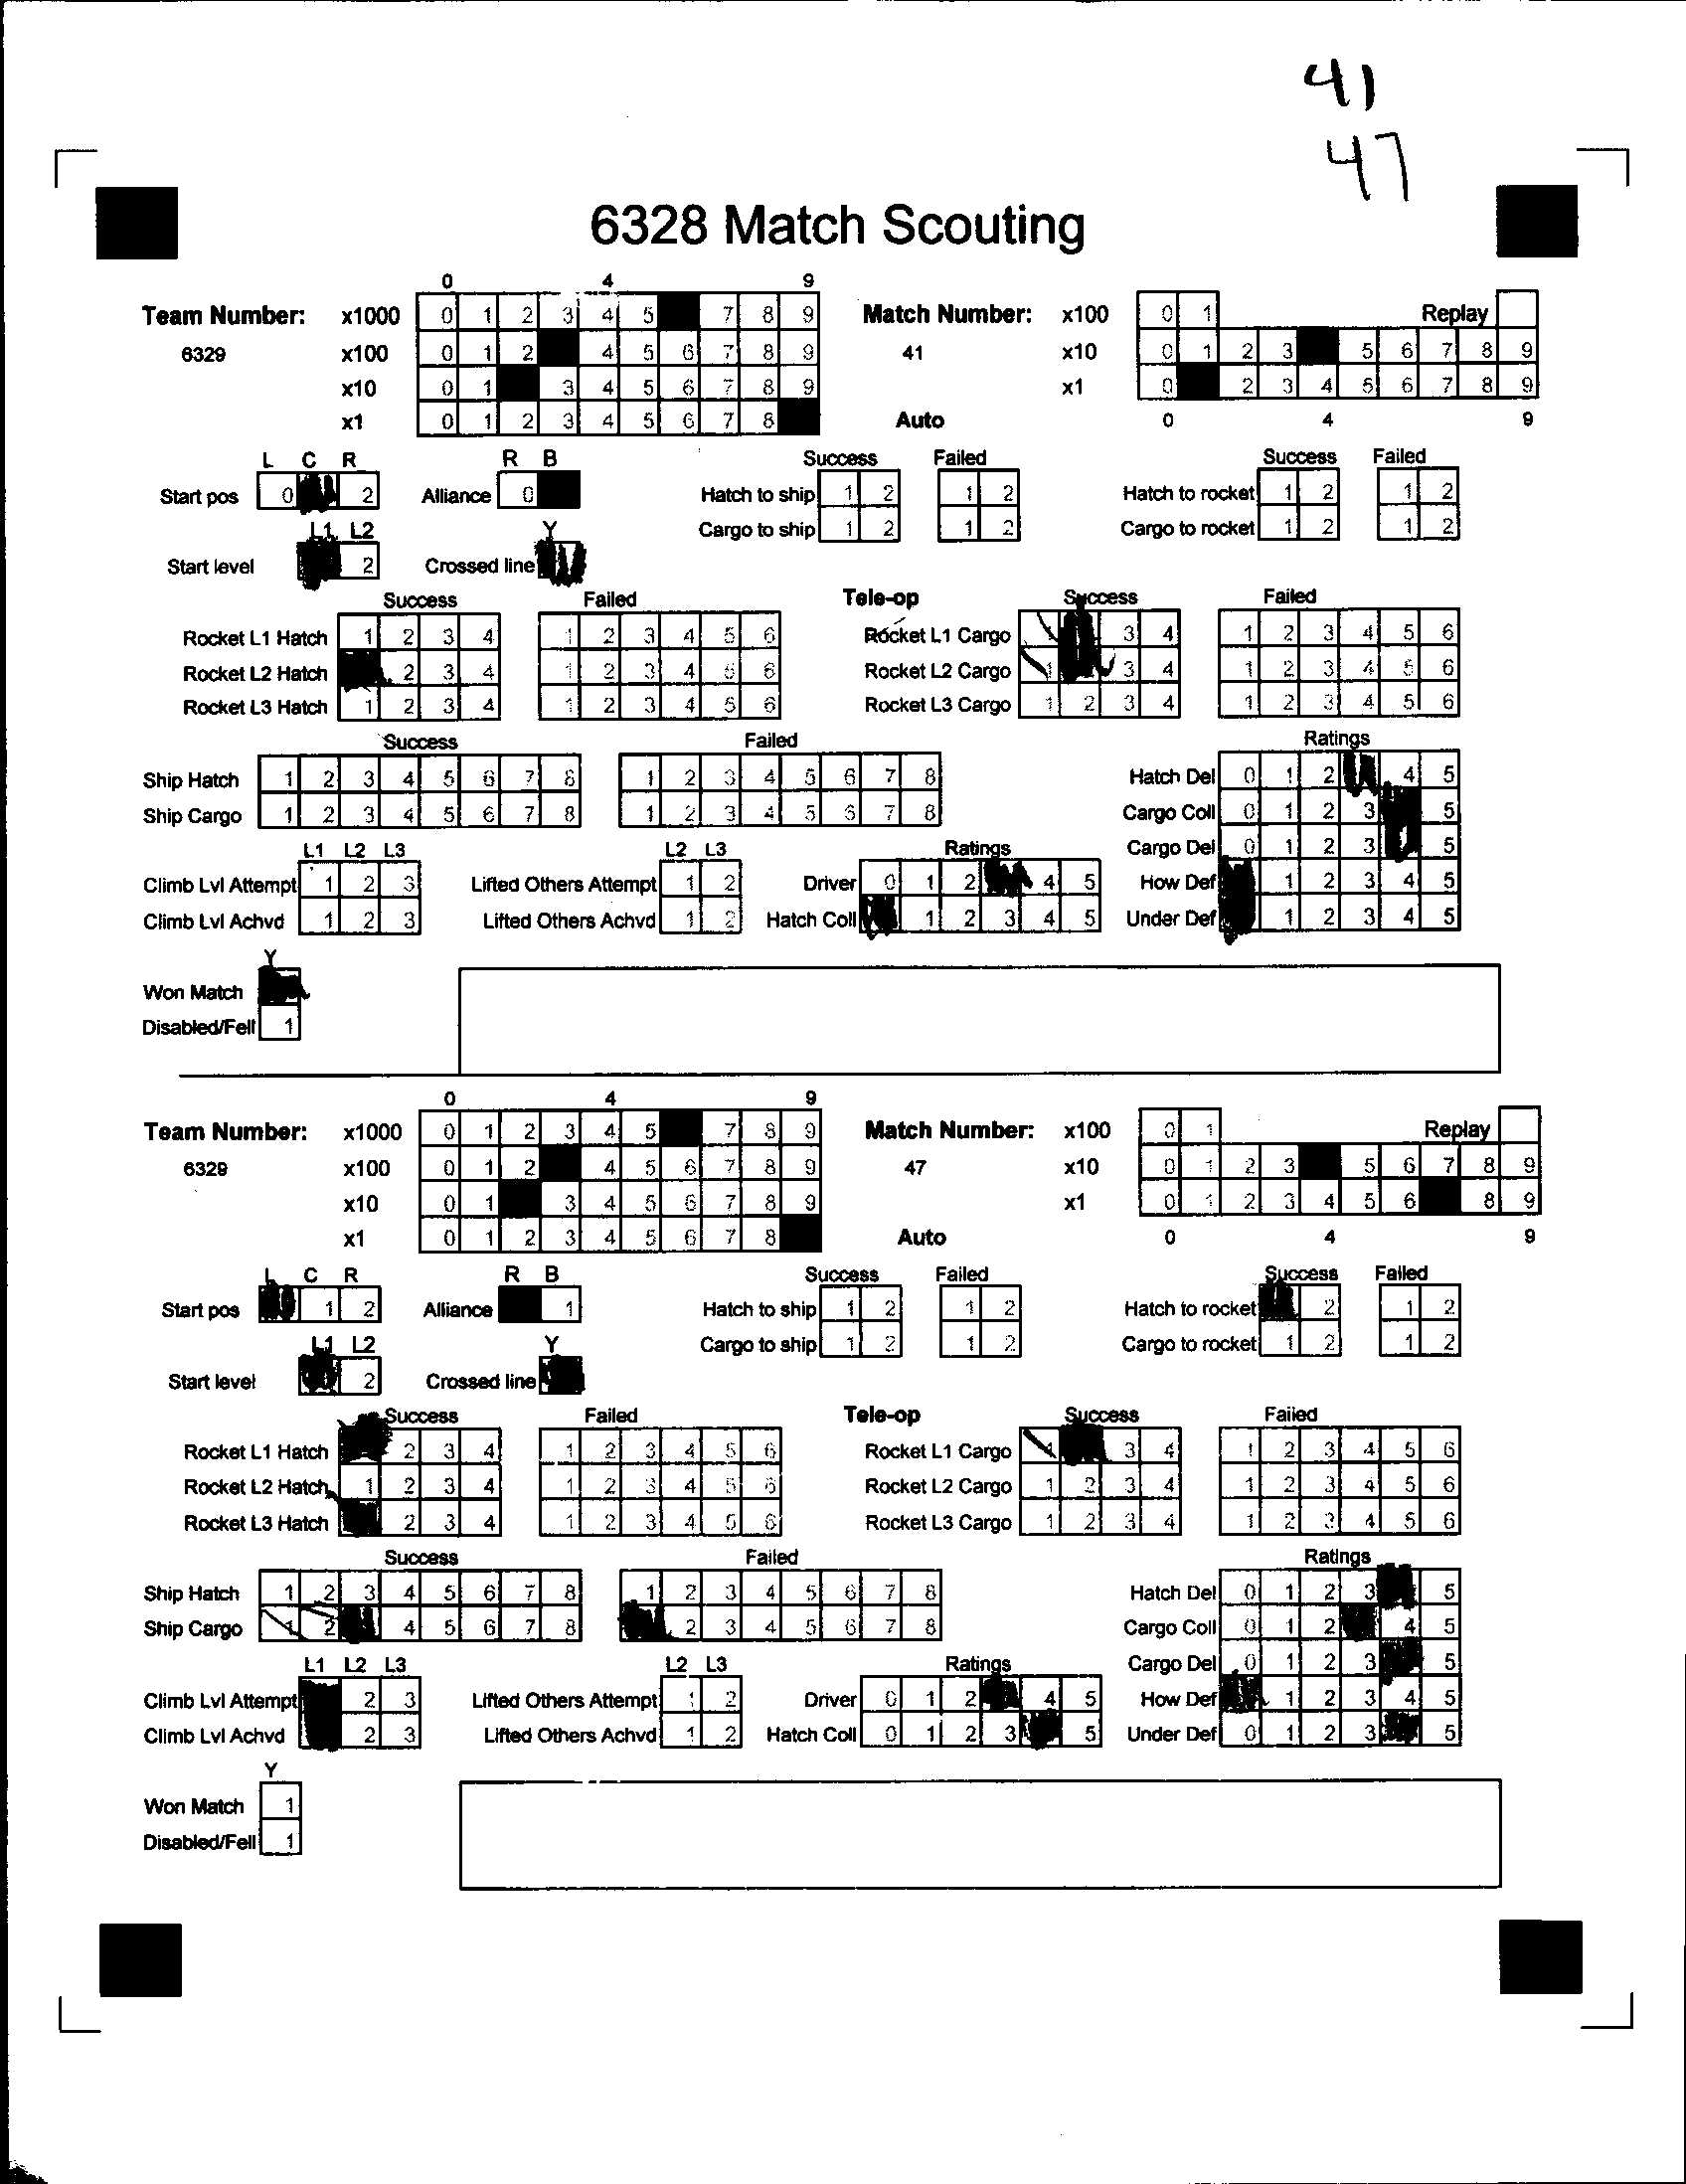 41
47
6328 Match Scouting
0 4 9
Team Number: x1000 0 1 2 3 4 5 7 8 9 Match Number: x100 0 1 Replay
6329 x100 0 1 2 4 5 6 7 8 9 41 x10 0 1 2 3 5 6 7 8 9
x10 0 1 3 4 5 6 7 8 9 x1 0 2 3 4 5 6 7 8 9
x1 0 1 2 3 4 5 6 7 8 Auto 0 4 9
L C R R B Success Failed Success Failed
Start pos 0 2 Alliance 0 Hatch to ship 1 2 1 2 Hatch to rocket 1 2 1 2
L1 L2 Y Cargo to ship 1 2 1 2 Cargo to rocket 1 2 1 2
Start level 2 Crossed line
Success Failed Tele-op Success Failed
Rocket L1 Hatch 1 2 3 4 1 2 3 4 5 6 Rocket L1 Cargo 1 3 4 1 2 3 4 5 6
Rocket L2 Hatch 2 3 4 1 2 3 4 5 6 Rocket L2 Cargo 1 3 4 1 2 3 4 5 6
Rocket L3 Hatch 1 2 3 4 1 2 3 4 5 6 Rocket L3 Cargo 1 2 3 4 1 2 3 4 5 6
Success Failed Ratings
Ship Hatch 1 2 3 4 5 6 7 8 1 2 3 4 5 6 7 8 Hatch Del 0 1 2 4 5
Ship Cargo 1 2 3 4 5 6 7 8 1 2 3 4 5 6 7 8 Cargo Coll 0 1 2 3 5
L1 L2 L3 L2 L3 Ratings Cargo Del 0 1 2 3 5
Climb Lvl Attempt 1 2 3 Lifted Others Attempt 1 2 Driver 0 1 2 4 5 How Def 1 2 3 4 5
Climb Lvl Achvd 1 2 3 Lifted Others Achvd 1 2 Hatch Coll 1 2 3 4 5 Under Def 1 2 3 4 5
Y
Won Match
Disabled/Fell 1
0 4 9
Team Number: x1000 0 1 2 3 4 5 7 8 9 Match Number: x100 0 1 Replay
6329 x100 0 1 2 4 5 6 7 8 9 47 x10 0 1 2 3 5 6 7 8 9
x10 0 1 3 4 5 6 7 8 9 x1 0 1 2 3 4 5 6 8 9
x1 0 1 2 3 4 5 6 7 8 Auto 0 4 9
L C R R B Success Failed Success Failed
Start pos 1 2 Alliance 1 Hatch to ship 1 2 1 2 Hatch to rocket 2 1 2
L1 L2 Y Cargo to ship 1 2 1 2 Cargo to rocket 1 2 1 2
Start level 2 Crossed line
Success Failed Tele-op Success Failed
Rocket L1 Hatch 2 3 4 1 2 3 4 5 6 Rocket L1 Cargo 1 3 4 1 2 3 4 5 6
Rocket L2 Hatch 1 2 3 4 1 2 3 4 5 6 Rocket L2 Cargo 1 2 3 4 1 2 3 4 5 6
Rocket L3 Hatch 2 3 4 1 2 3 4 5 6 Rocket L3 Cargo 1 2 3 4 1 2 3 4 5 6
Success Failed Ratings
Ship Hatch 1 2 3 4 5 6 7 8 1 2 3 4 5 6 7 8 Hatch Del 0 1 2 3 5
Ship Cargo 1 2 4 5 6 7 8 2 3 4 5 6 7 8 Cargo Coll 0 1 2 4 5
L1 L2 L3 L2 L3 Ratings Cargo Del 0 1 2 3 5
Climb Lvl Attempt 2 3 Lifted Others Attempt 1 2 Driver 0 1 2 4 5 How Def 1 2 3 4 5
Climb Lvl Achvd 2 3 Lifted Others Achvd 1 2 Hatch Coll 0 1 2 3 5 Under Def 0 1 2 3 5
Y
Won Match 1
Disabled/Fell 1